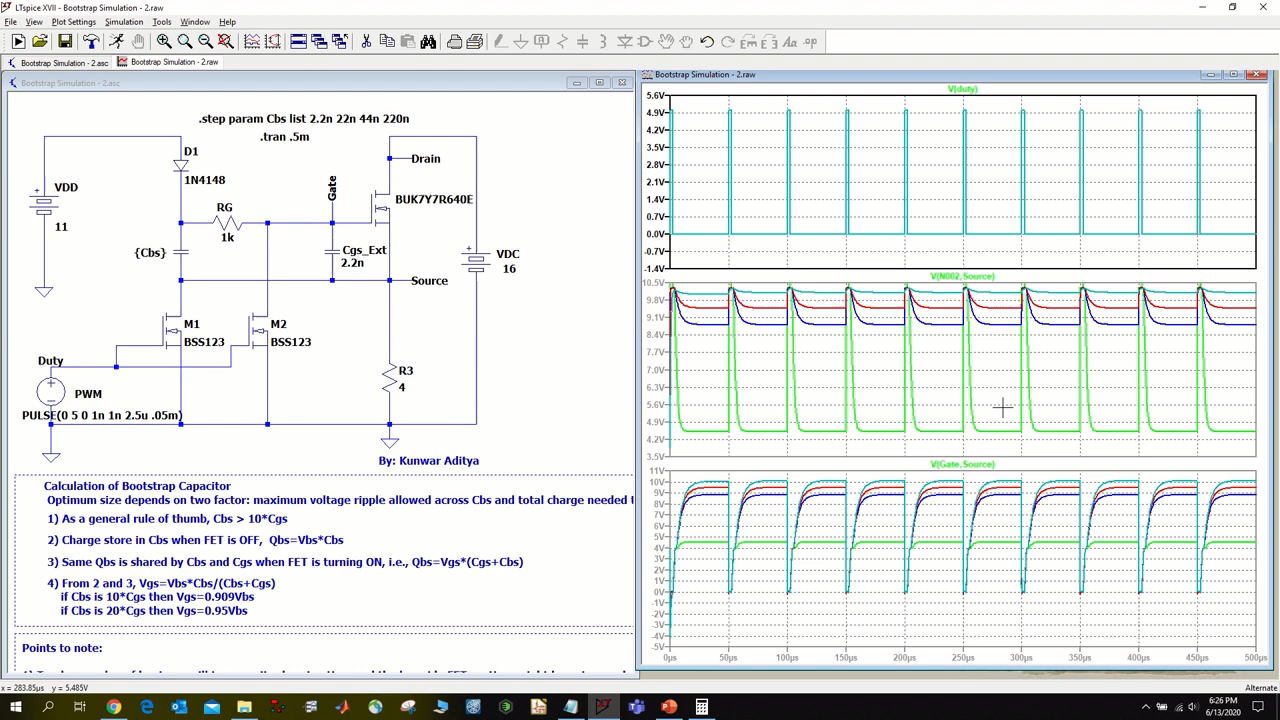 LTspice XVII - Bootstrap Simulation - 2.raw
File View Plot Settings Simulation Tools Window Help
Bootstrap Simulation - 2.asc
Bootstrap Simulation - 2.raw
Bootstrap Simulation - 2.asc
.step param Cbs list 2.2n 22n 44n 220n
.tran .5m
D1
1N4148
VDD
11
RG
1k
{Cbs}
Gate
Drain
BUK7Y7R640E
Cgs_Ext
2.2n
VDC
16
Source
M1
BSS123
M2
BSS123
Duty
PWM
PULSE(0 5 0 1n 1n 2.5u .05m)
R3
4
By: Kunwar Aditya
Calculation of Bootstrap Capacitor
Optimum size depends on two factor: maximum voltage ripple allowed across Cbs and total charge needed
1) As a general rule of thumb, Cbs > 10*Cgs
2) Charge store in Cbs when FET is OFF, Qbs=Vbs*Cbs
3) Same Qbs is shared by Cbs and Cgs when FET is turning ON, i.e., Qbs=Vgs*(Cgs+Cbs)
4) From 2 and 3, Vgs=Vbs*Cbs/(Cbs+Cgs)
if Cbs is 10*Cgs then Vgs=0.909Vbs
if Cbs is 20*Cgs then Vgs=0.95Vbs
Points to note:
Bootstrap Simulation - 2.raw
V(duty)
5.6V
4.9V
4.2V
3.5V
2.8V
2.1V
1.4V
0.7V
0.0V
-0.7V
-1.4V
V(N002,Source)
10.5V
9.8V
9.1V
8.4V
7.7V
7.0V
6.3V
5.6V
4.9V
4.2V
3.5V
V(Gate,Source)
11V
10V
9V
8V
7V
6V
5V
4V
3V
2V
1V
0V
-1V
-2V
-3V
-4V
-5V
0µs 50µs 100µs 150µs 200µs 250µs 300µs 350µs 400µs 450µs 500µs
x = 283.85µs y = 5.485V
Alternate
6:26 PM
6/13/2020